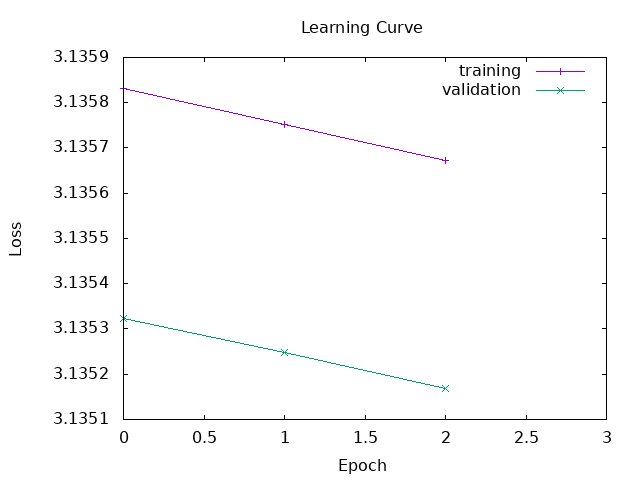 Learning Curve
3.1359
3.1358
3.1357
3.1356
3.1355
3.1354
3.1353
3.1352
3.1351
training
validation
Loss
0 0.5 1 1.5 2 2.5 3
Epoch